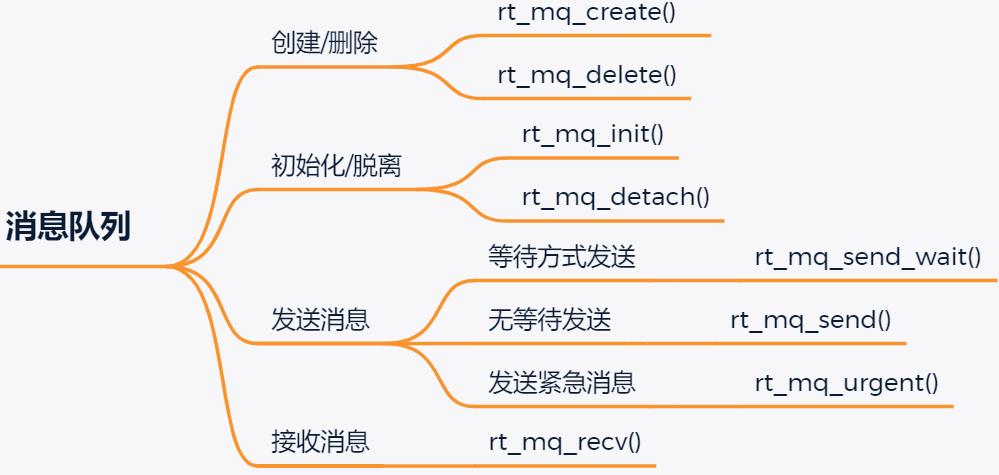 消息队列
创建/删除
rt_mq_create()
rt_mq_delete()
初始化/脱离
rt_mq_init()
rt_mq_detach()
发送消息
等待方式发送 rt_mq_send_wait()
无等待发送 rt_mq_send()
发送紧急消息 rt_mq_urgent()
接收消息 rt_mq_recv()